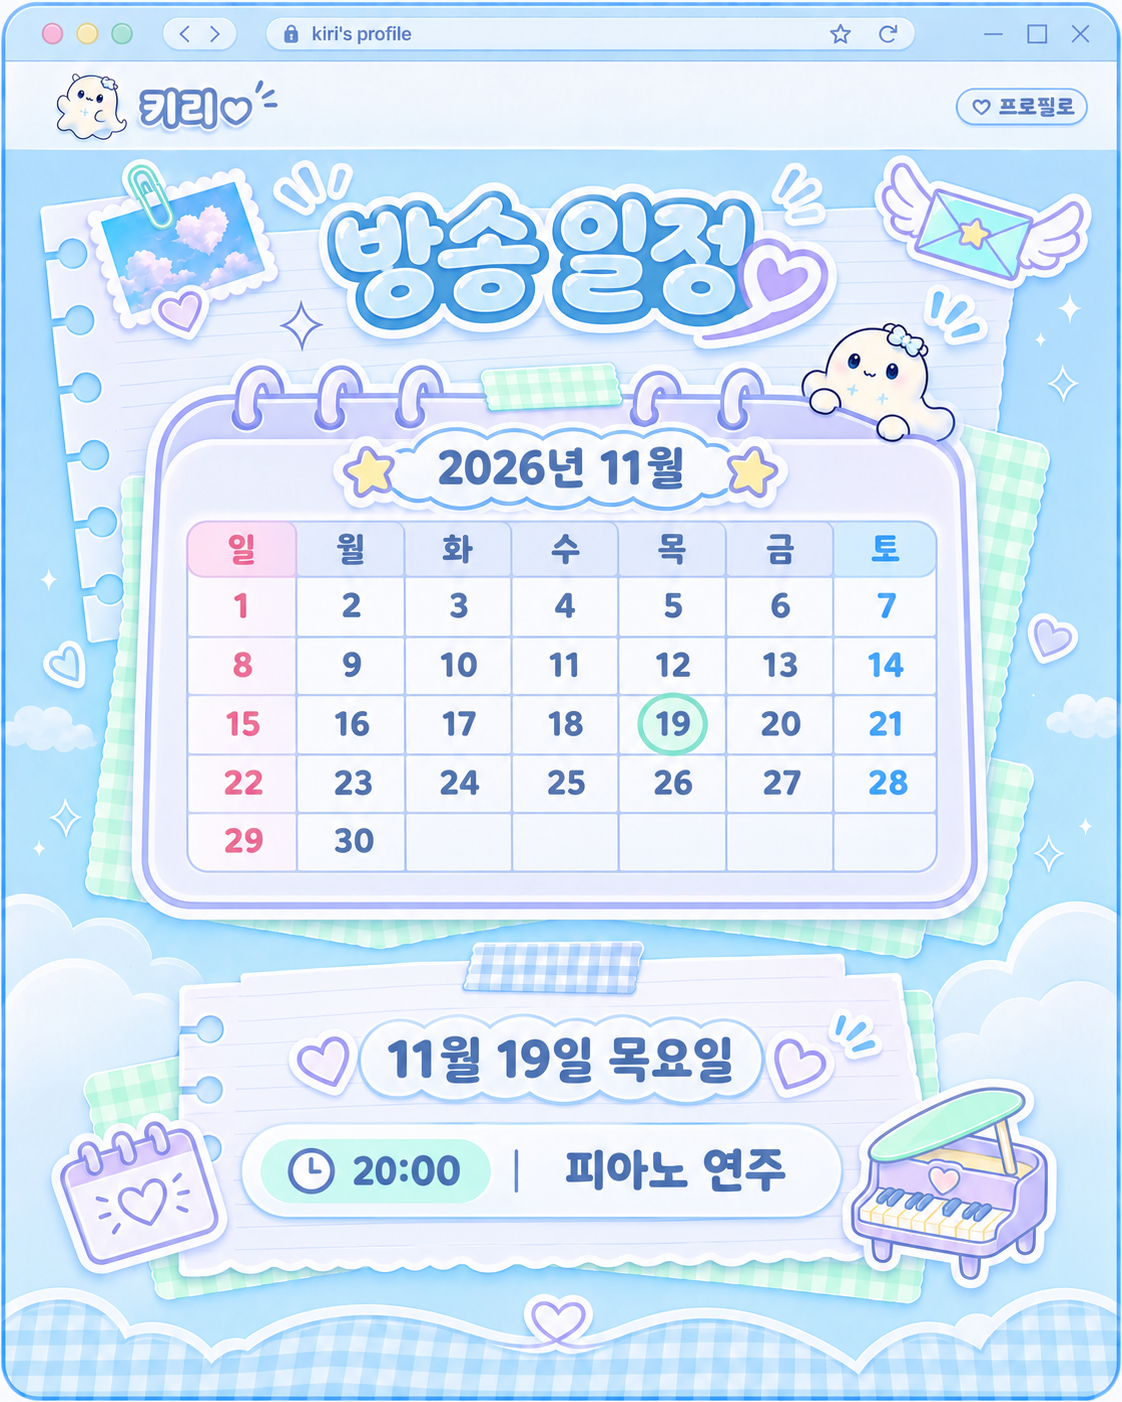 kiri's profile
키리♡
♡ 프로필로
방송 일정
2026년 11월
일 월 화 수 목 금 토
1 2 3 4 5 6 7
8 9 10 11 12 13 14
15 16 17 18 19 20 21
22 23 24 25 26 27 28
29 30
11월 19일 목요일
20:00 | 피아노 연주